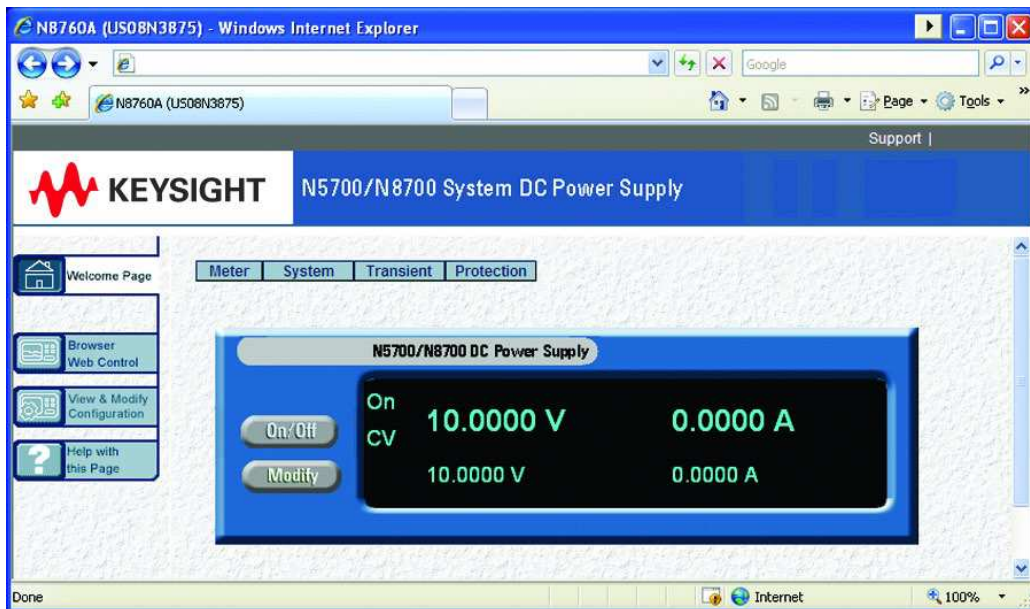 N8760A (US08N3875) - Windows Internet Explorer
Google
N8760A (US08N3875)
Page
Tools
»
Support |
KEYSIGHT
N5700/N8700 System DC Power Supply
Welcome Page
Meter
System
Transient
Protection
Browser
Web Control
View & Modify
Configuration
Help with
this Page
N5700/N8700 DC Power Supply
On/Off
Modify
On
CV
10.0000 V
0.0000 A
10.0000 V
0.0000 A
Done
Internet
100%